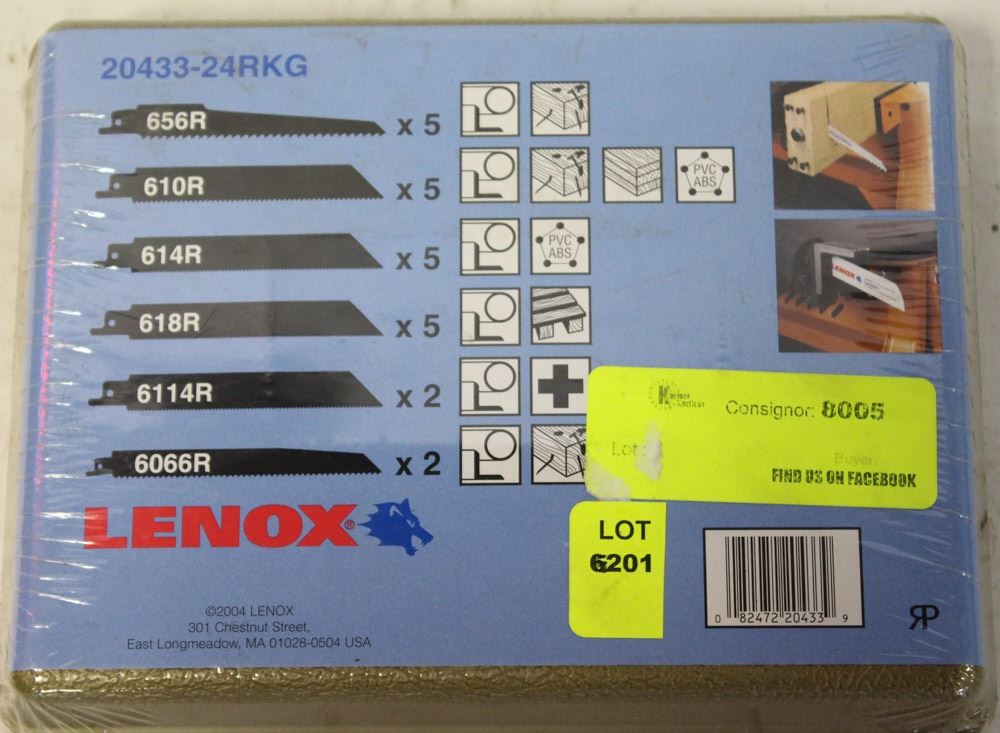 20433-24RKG
656R x 5
610R x 5
PVC
ABS
614R x 5
PVC
ABS
618R x 5
6114R x 2
6066R x 2
LENOX
Consignor: 8005
Lot :
Buyer:
FIND US ON FACEBOOK
LENOX®
LOT
6201
0 82472 20433 9
©2004 LENOX
301 Chestnut Street,
East Longmeadow, MA 01028-0504 USA
RP